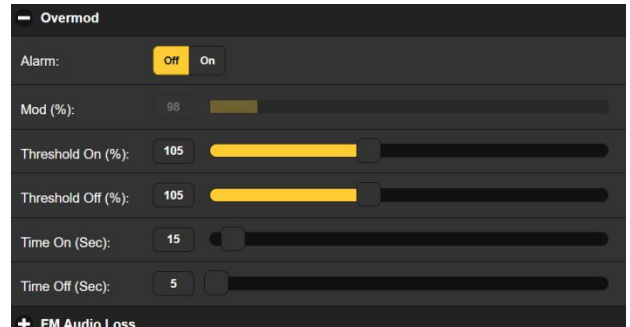 Overmod
Alarm: Off On
Mod (%): 98
Threshold On (%): 105
Threshold Off (%): 105
Time On (Sec): 15
Time Off (Sec): 5
FM Audio Loss